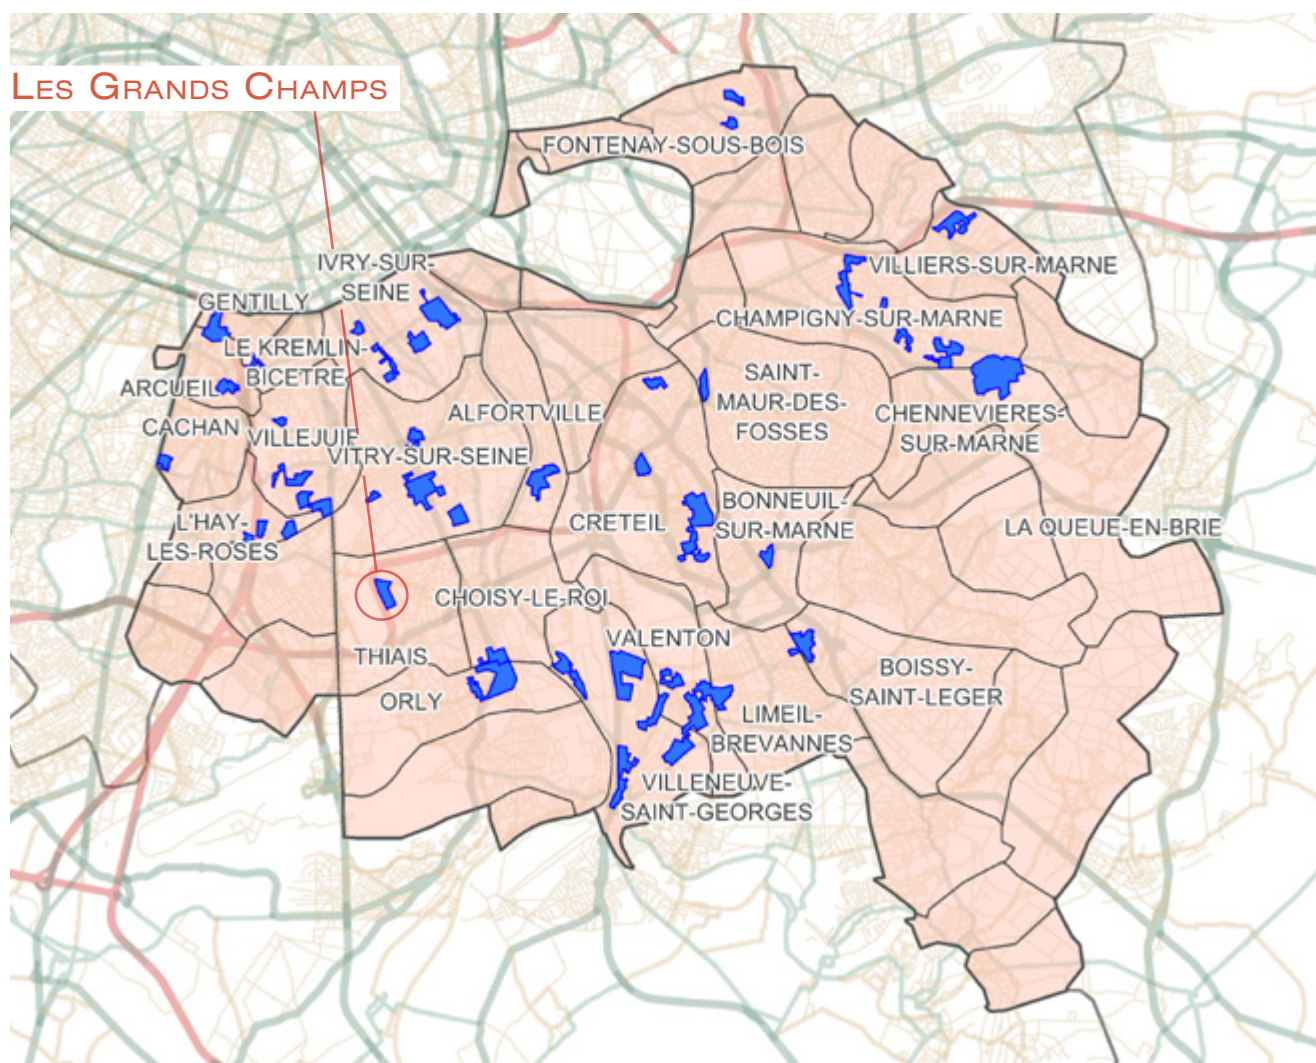 LES GRANDS CHAMPS
FONTENAY-SOUS-BOIS
IVRY-SUR-
SEINE
VILLIERS-SUR-MARNE
GENTILLY
CHAMPIGNY-SUR-MARNE
LE KREMLIN-
BICETRE
ARCUEIL
SAINT-
MAUR-DES-
FOSSES
ALFORTVILLE
CHENNEVIERES-
SUR-MARNE
CACHAN
VILLEJUIF
VITRY-SUR-SEINE
L'HAY-
LES-ROSES
CRETEIL
BONNEUIL-
SUR-MARNE
LA QUEUE-EN-BRIE
CHOISY-LE-ROI
VALENTON
THIAIS
BOISSY-
SAINT-LEGER
ORLY
LIMEIL-
BREVANNES
VILLENEUVE-
SAINT-GEORGES